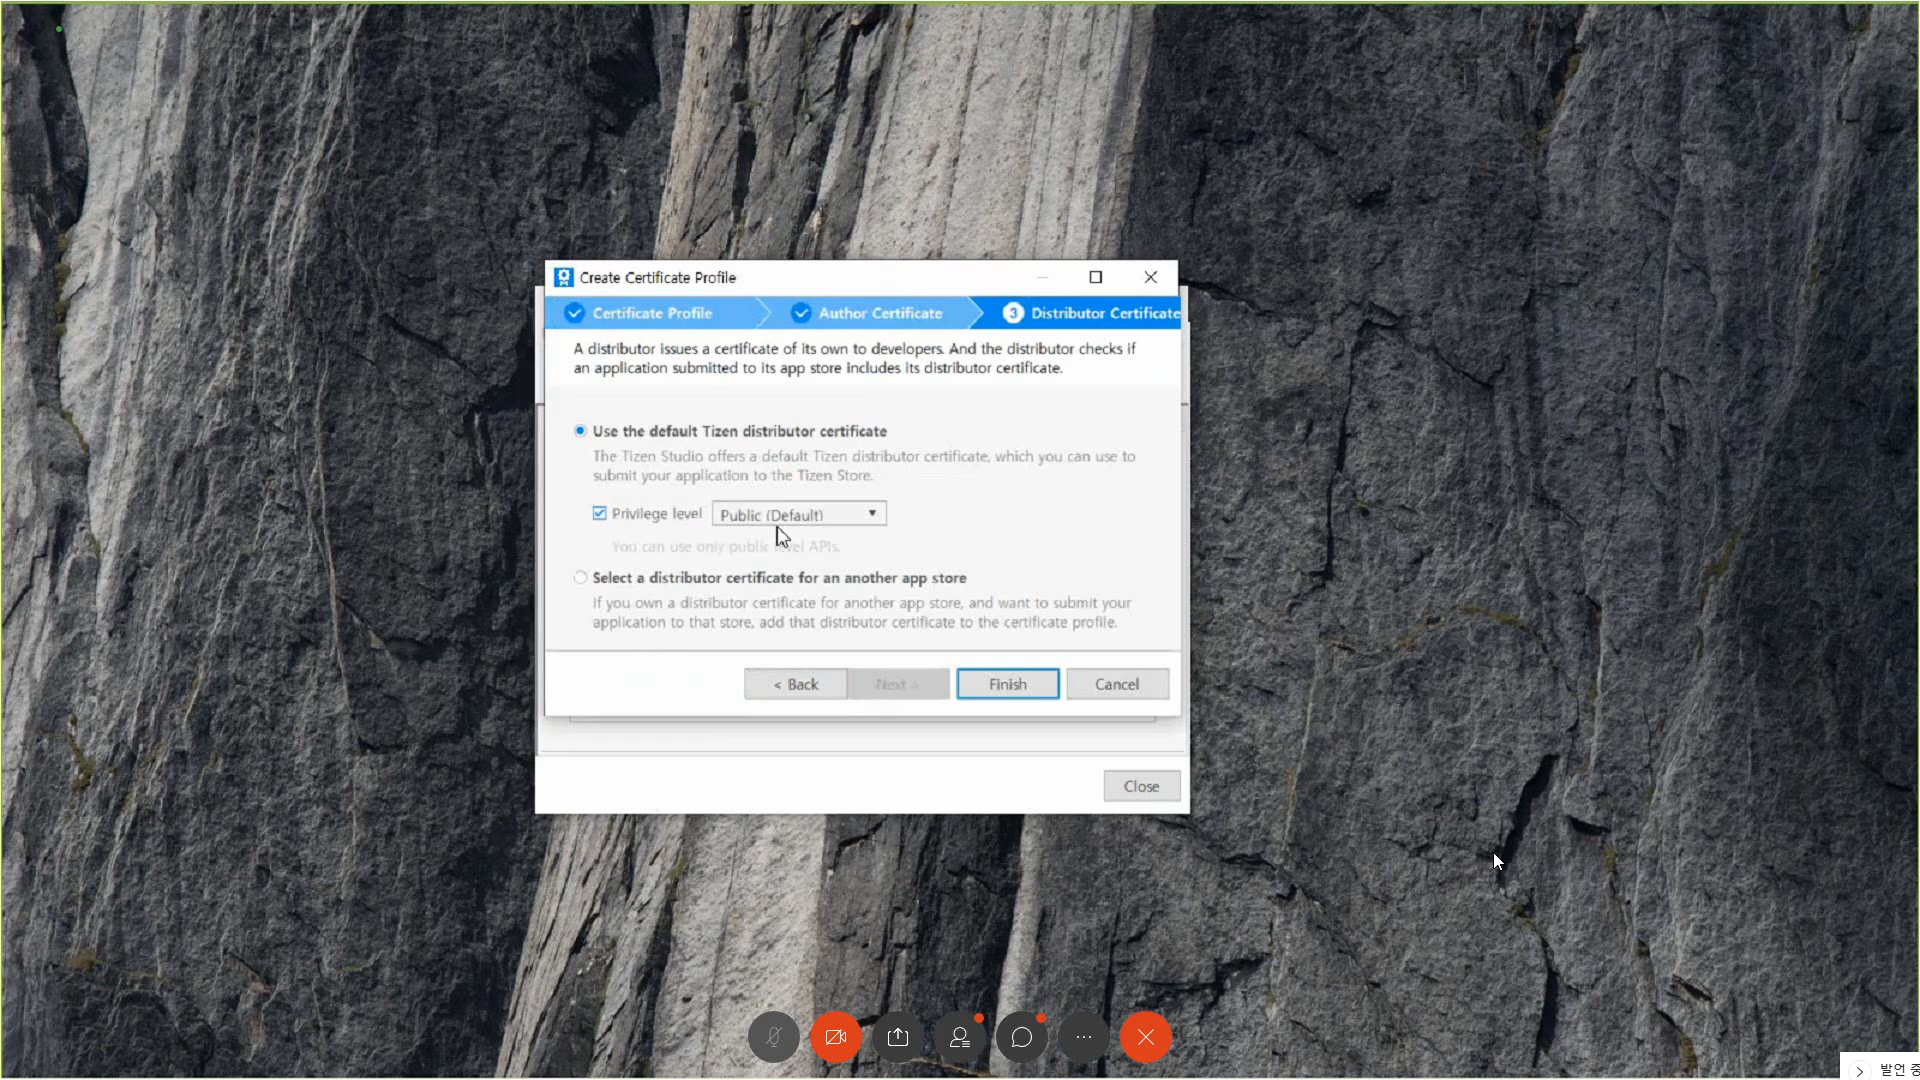 Create Certificate Profile
Certificate Profile
Author Certificate
3 Distributor Certificate
A distributor issues a certificate of its own to developers. And the distributor checks if
an application submitted to its app store includes its distributor certificate.
Use the default Tizen distributor certificate
The Tizen Studio offers a default Tizen distributor certificate, which you can use to
submit your application to the Tizen Store.
Privilege level
Public (Default)
You can use only public level APIs.
Select a distributor certificate for an another app store
If you own a distributor certificate for another app store, and want to submit your
application to that store, add that distributor certificate to the certificate profile.
< Back
Next >
Finish
Cancel
Close
발언 중